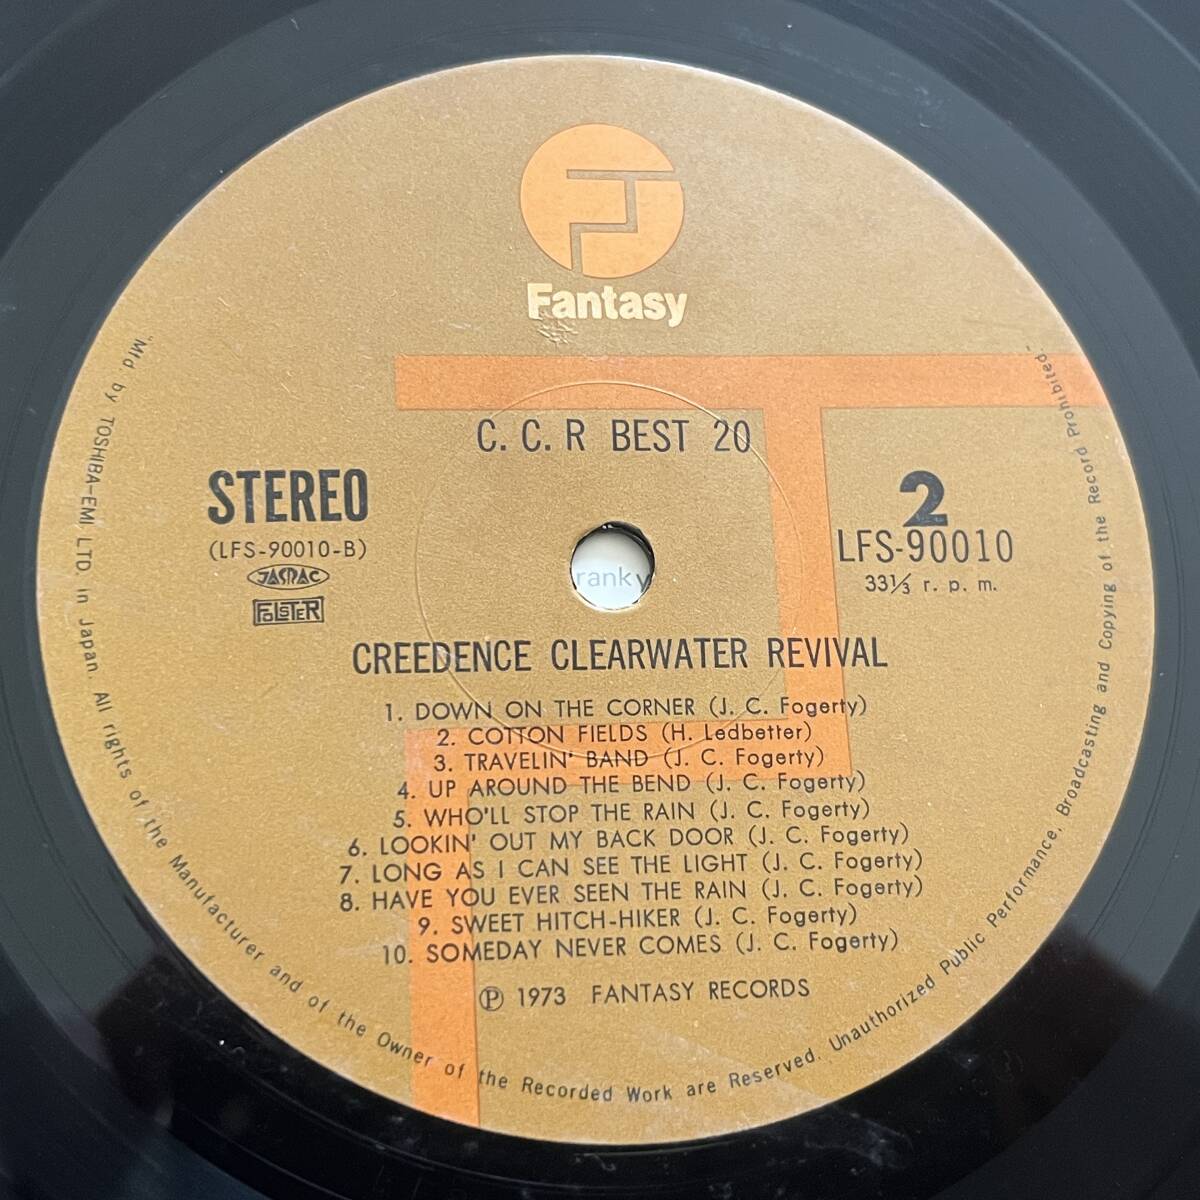 Fantasy
C. C. R BEST 20
STEREO
(LFS-90010-B)
JASRAC
FOLSTER
2
LFS-90010
33⅓ r. p. m.
ranky
CREEDENCE CLEARWATER REVIVAL
1. DOWN ON THE CORNER (J. C. Fogerty)
2. COTTON FIELDS (H. Ledbetter)
3. TRAVELIN' BAND (J. C. Fogerty)
4. UP AROUND THE BEND (J. C. Fogerty)
5. WHO'LL STOP THE RAIN (J. C. Fogerty)
6. LOOKIN' OUT MY BACK DOOR (J. C. Fogerty)
7. LONG AS I CAN SEE THE LIGHT (J. C. Fogerty)
8. HAVE YOU EVER SEEN THE RAIN (J. C. Fogerty)
9. SWEET HITCH-HIKER (J. C. Fogerty)
10. SOMEDAY NEVER COMES (J. C. Fogerty)
Ⓟ 1973 FANTASY RECORDS
"Mfd. by TOSHIBA-EMI, LTD. in Japan. All rights of the Manufacturer and of the Owner of the Recorded Work are Reserved. Unauthorized Public Performance, Broadcasting and Copying of the Record Prohibited."